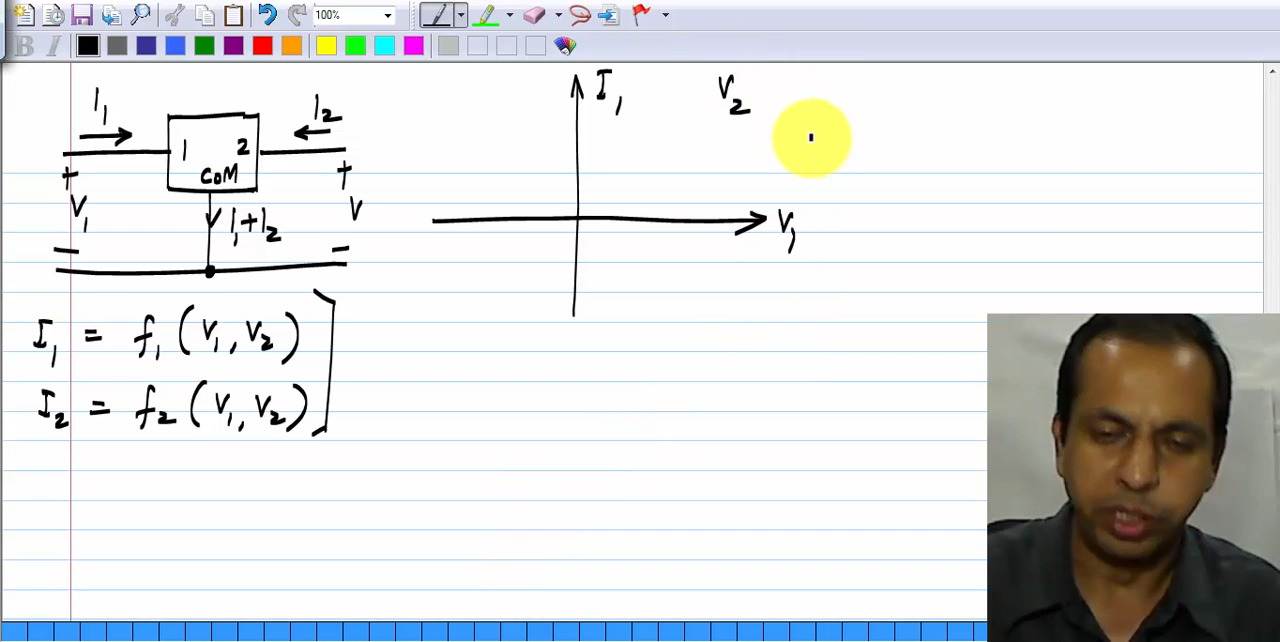 100%
B I
I1 I2
1 2
COM
+ +
V1 I1+I2 V
− −
I1 = f1 (V1, V2)
I2 = f2 (V1, V2)
I1 V2
V1